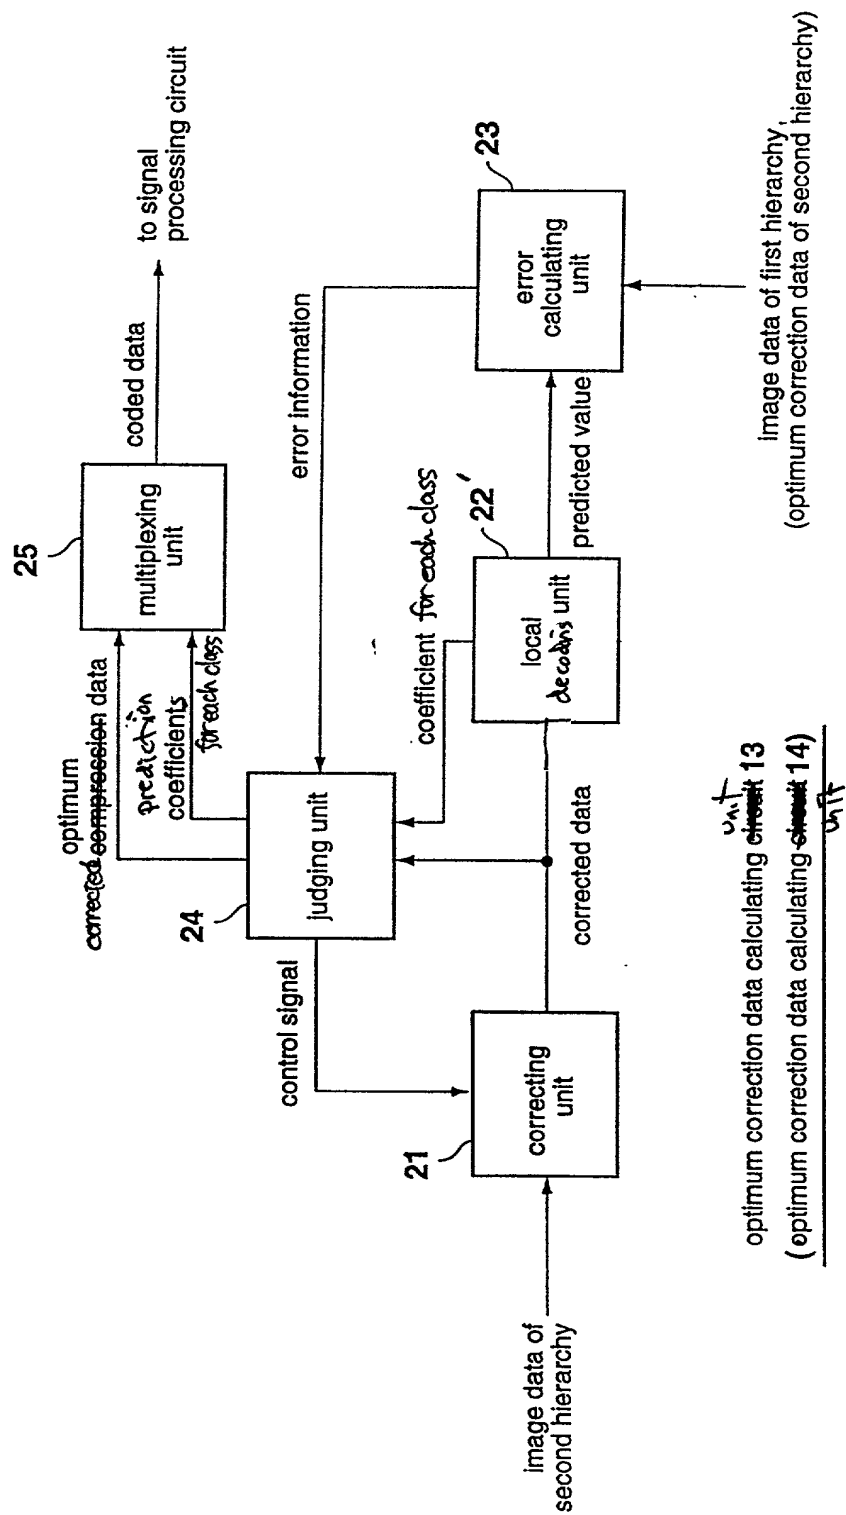 25
multiplexing
unit
coded data
to signal
processing circuit
optimum
corrected compression data
prediction
coefficients
for each class
error information
24
judging unit
control signal
coefficient for each class
22'
local
decoding unit
predicted value
23
error
calculating
unit
21
correcting
unit
corrected data
image data of
second hierarchy
image data of first hierarchy,
(optimum correction data of second hierarchy)
unit
optimum correction data calculating circuit 13
(optimum correction data calculating circuit 14)
unit